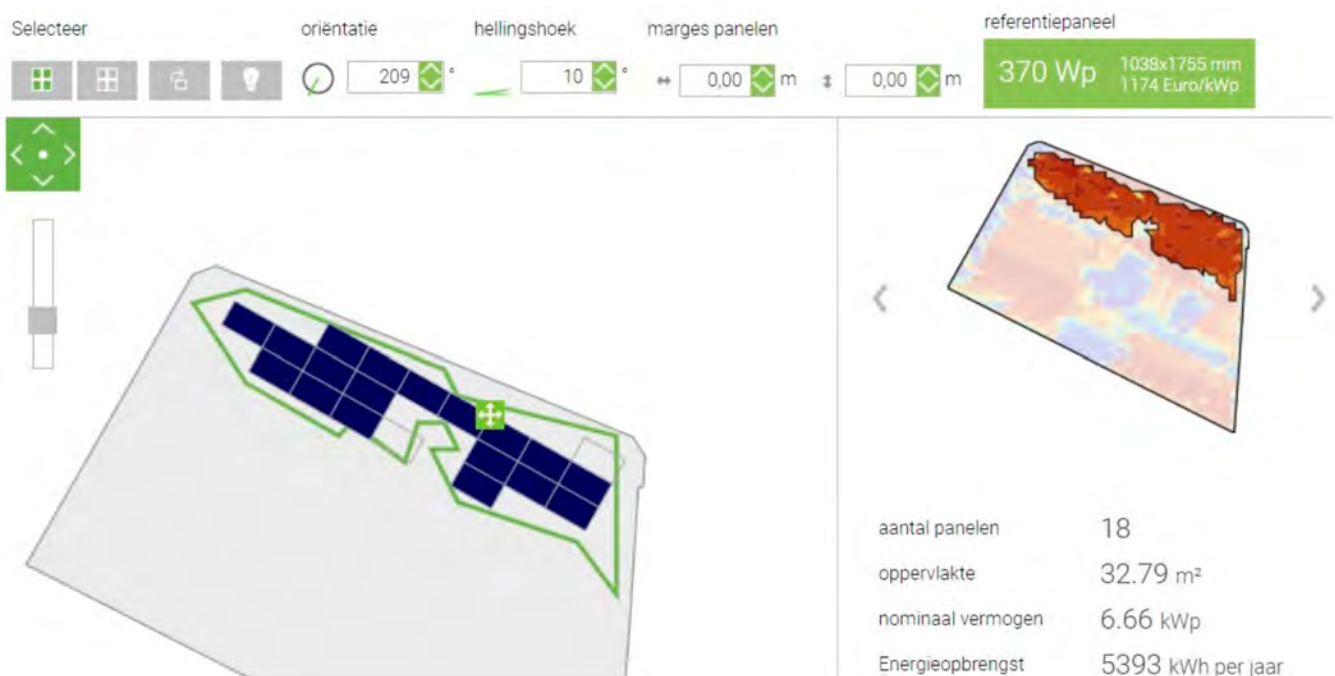 Selecteer oriëntatie hellingshoek marges panelen referentiepaneel
209 ° 10 ° 0,00 m 0,00 m 370 Wp 1038x1755 mm
1174 Euro/kWp
aantal panelen 18
oppervlakte 32.79 m²
nominaal vermogen 6.66 kWp
Energieopbrengst 5393 kWh per jaar